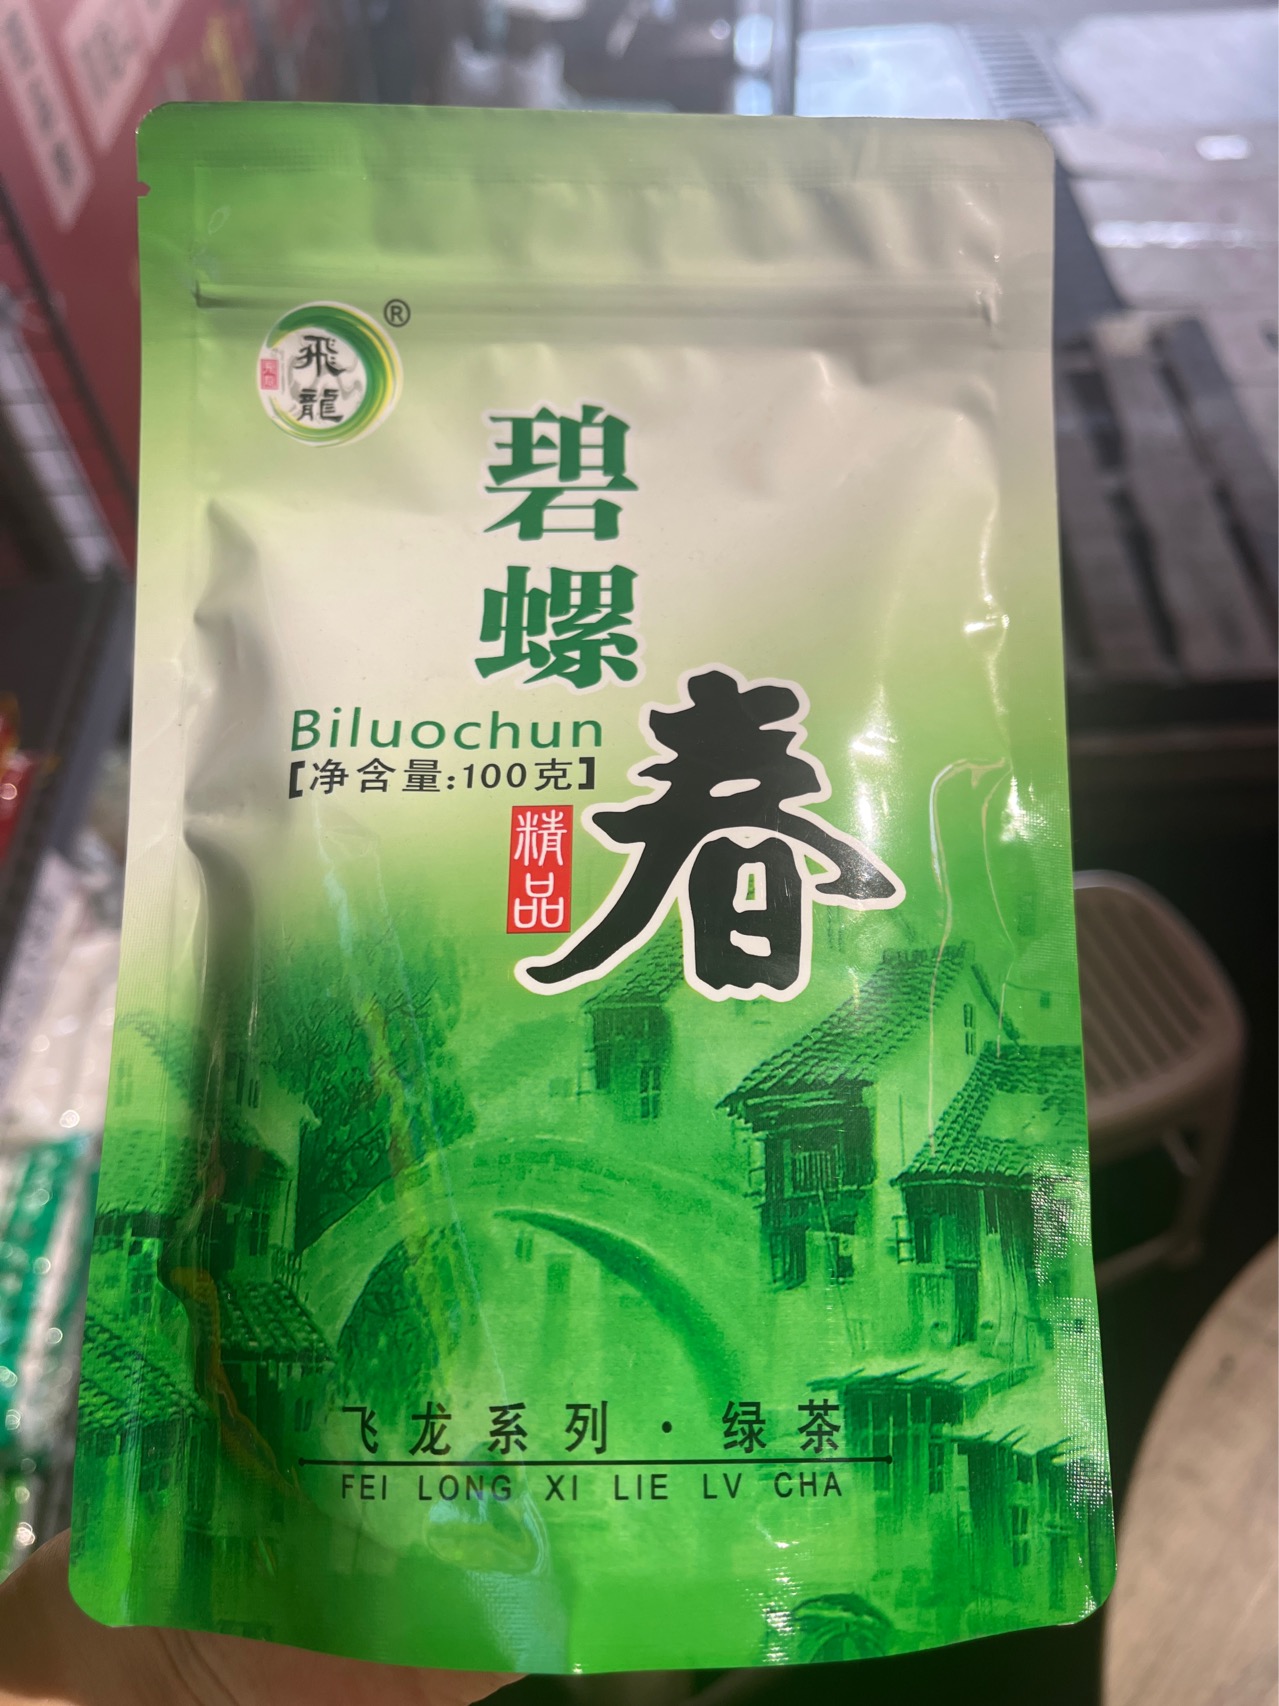 飛龍
®
碧螺春
Biluochun
【净含量:100克】
精品
飞龙系列·绿茶
FEI LONG XI LIE LV CHA